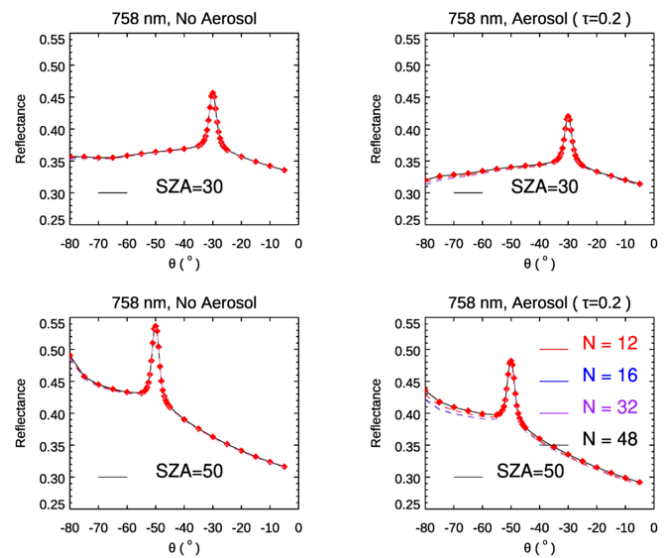 758 nm, No Aerosol
758 nm, Aerosol ( τ=0.2 )
0.55
0.50
0.45
0.40
0.35
0.30
0.25
Reflectance
SZA=30
-80 -70 -60 -50 -40 -30 -20 -10 0
θ ( ° )
0.55
0.50
0.45
0.40
0.35
0.30
0.25
Reflectance
SZA=30
-80 -70 -60 -50 -40 -30 -20 -10 0
θ ( ° )
758 nm, No Aerosol
758 nm, Aerosol ( τ=0.2 )
0.55
0.50
0.45
0.40
0.35
0.30
0.25
Reflectance
SZA=50
-80 -70 -60 -50 -40 -30 -20 -10 0
θ ( ° )
0.55
0.50
0.45
0.40
0.35
0.30
0.25
Reflectance
N = 12
N = 16
N = 32
N = 48
SZA=50
-80 -70 -60 -50 -40 -30 -20 -10 0
θ ( ° )